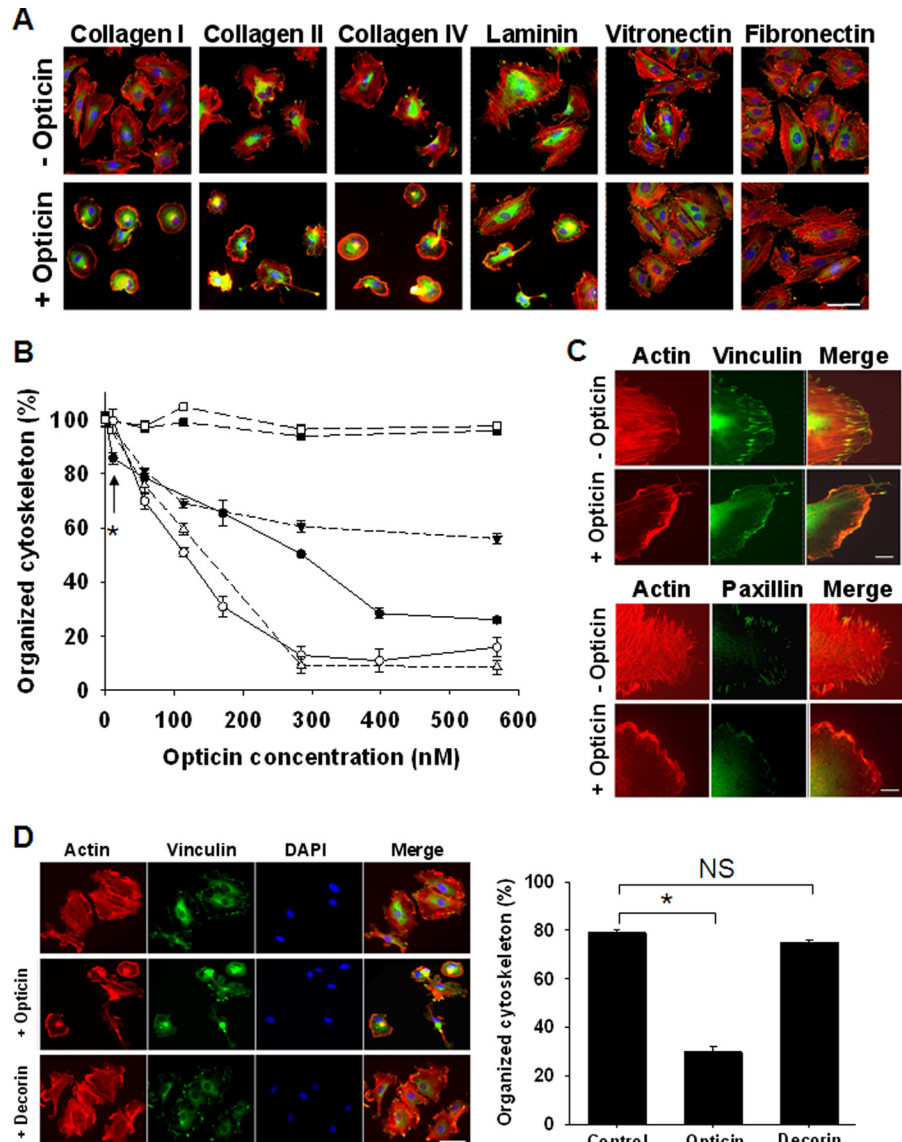 A
Collagen I Collagen II Collagen IV Laminin Vitronectin Fibronectin
- Opticin
+ Opticin
B
Organized cytoskeleton (%)
100
80
60
40
20
0
*
0 100 200 300 400 500 600
Opticin concentration (nM)
C
Actin Vinculin Merge
- Opticin
+ Opticin
Actin Paxillin Merge
- Opticin
+ Opticin
D
Actin Vinculin DAPI Merge
+ Opticin
+ Decorin
Organized cytoskeleton (%)
100
80
60
40
20
0
NS
*
Control Opticin Decorin